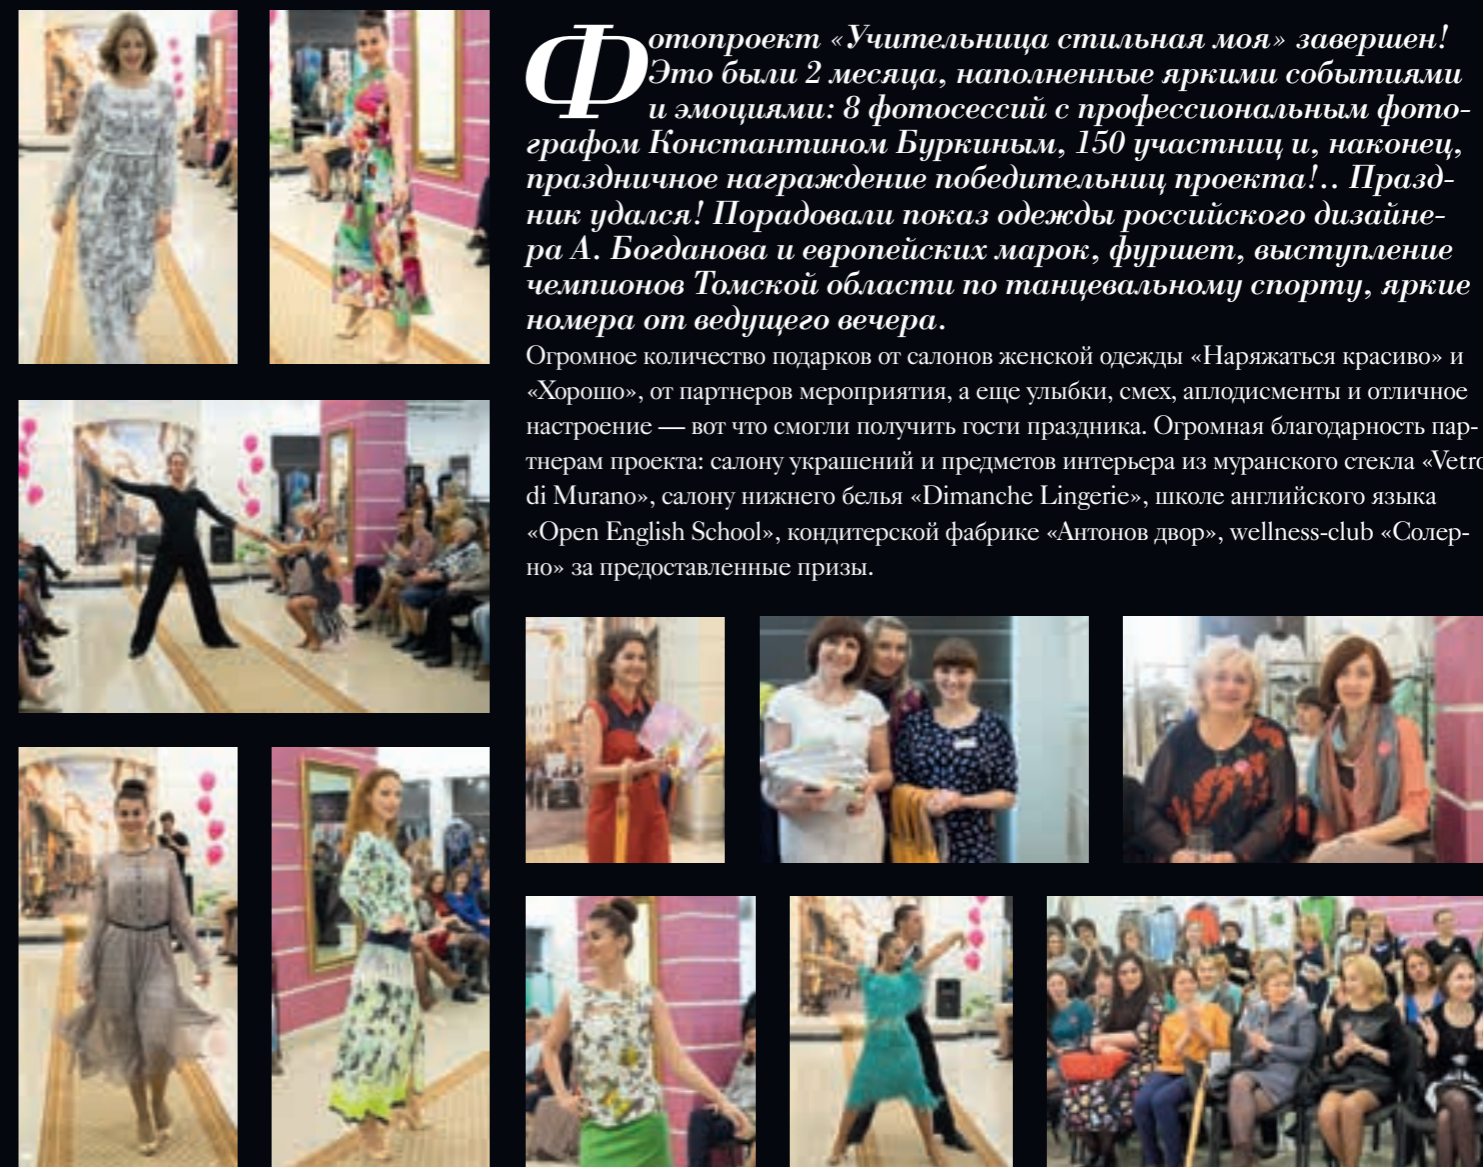 Фотопроект «Учительница стильная моя» завершен!
Это были 2 месяца, наполненные яркими событиями
и эмоциями: 8 фотосессий с профессиональным фото-
графом Константином Буркиным, 150 участниц и, наконец,
праздничное награждение победительниц проекта!.. Празд-
ник удался! Порадовали показ одежды российского дизайне-
ра А. Богданова и европейских марок, фуршет, выступление
чемпионов Томской области по танцевальному спорту, яркие
номера от ведущего вечера.
Огромное количество подарков от салонов женской одежды «Наряжаться красиво» и
«Хорошо», от партнеров мероприятия, а еще улыбки, смех, аплодисменты и отличное
настроение — вот что смогли получить гости праздника. Огромная благодарность пар-
тнерам проекта: салону украшений и предметов интерьера из муранского стекла «Vetro
di Murano», салону нижнего белья «Dimanche Lingerie», школе английского языка
«Open English School», кондитерской фабрике «Антонов двор», wellness-club «Солер-
но» за предоставленные призы.